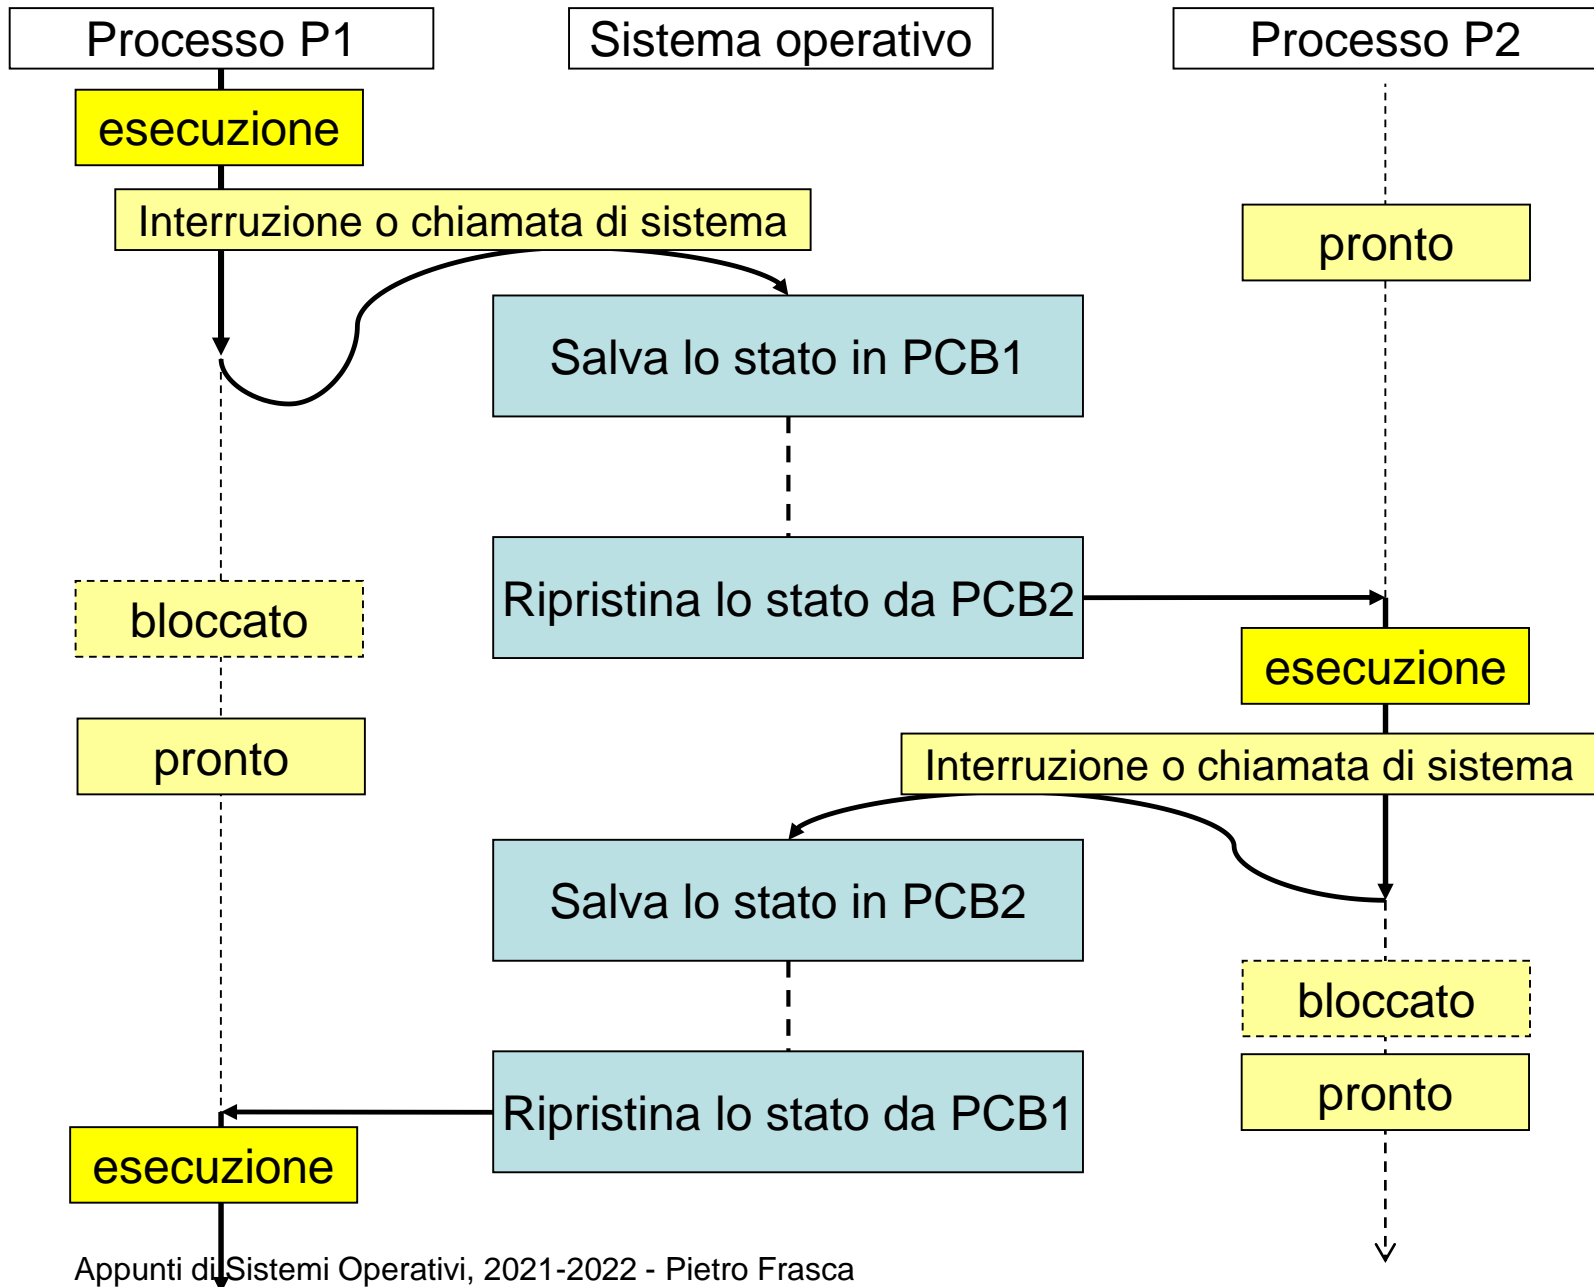 Processo P1
Sistema operativo
Processo P2
esecuzione
Interruzione o chiamata di sistema
pronto
Salva lo stato in PCB1
Ripristina lo stato da PCB2
bloccato
esecuzione
pronto
Interruzione o chiamata di sistema
Salva lo stato in PCB2
bloccato
pronto
Ripristina lo stato da PCB1
esecuzione
Appunti di Sistemi Operativi, 2021-2022 - Pietro Frasca